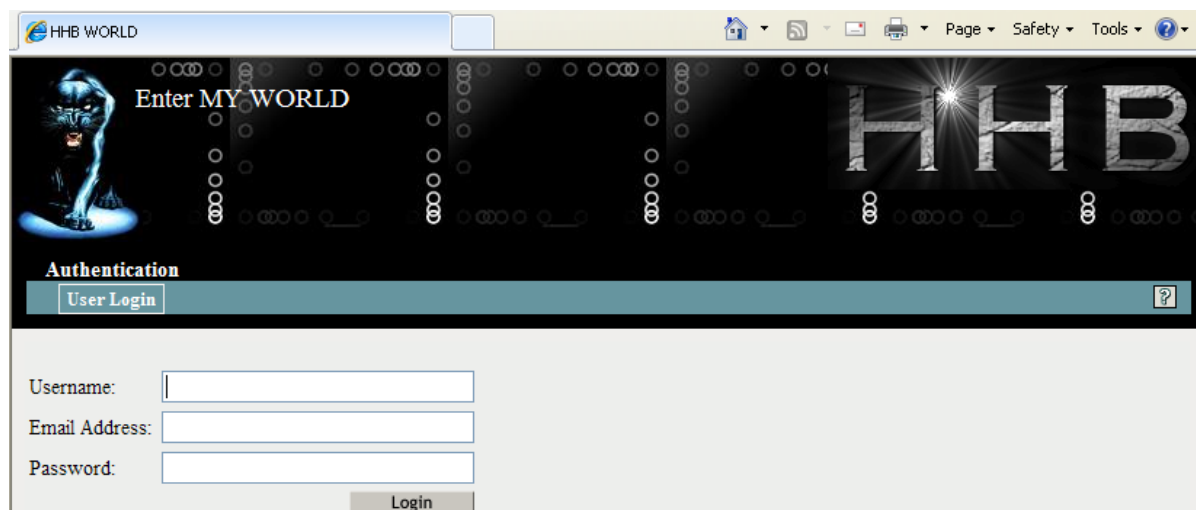 HHB WORLD
Page Safety Tools
Enter MY WORLD
HHB
Authentication
User Login
Username:
Email Address:
Password:
Login